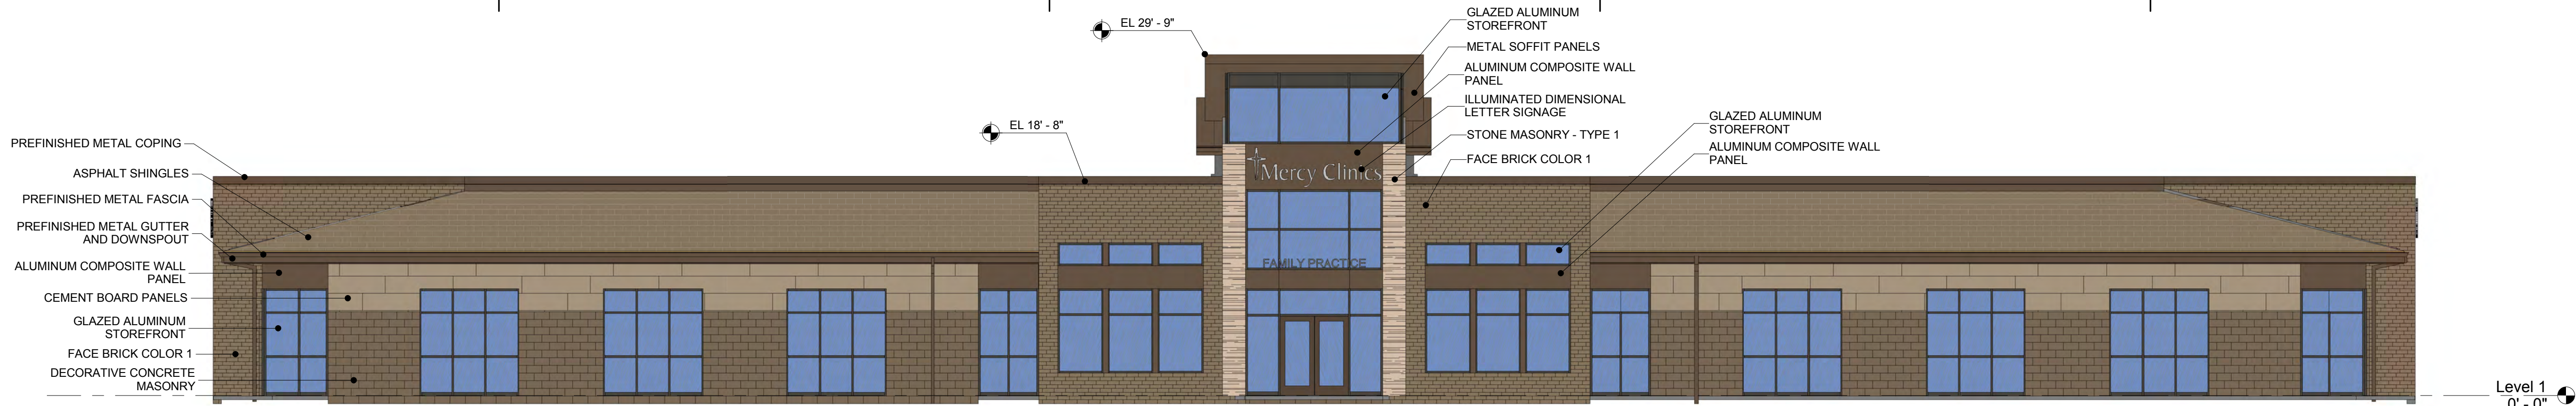 EL 29' - 9"
GLAZED ALUMINUM
STOREFRONT
METAL SOFFIT PANELS
ALUMINUM COMPOSITE WALL
PANEL
ILLUMINATED DIMENSIONAL
LETTER SIGNAGE
STONE MASONRY - TYPE 1
FACE BRICK COLOR 1
GLAZED ALUMINUM
STOREFRONT
ALUMINUM COMPOSITE WALL
PANEL
EL 18' - 8"
PREFINISHED METAL COPING
ASPHALT SHINGLES
PREFINISHED METAL FASCIA
PREFINISHED METAL GUTTER
AND DOWNSPOUT
ALUMINUM COMPOSITE WALL
PANEL
CEMENT BOARD PANELS
GLAZED ALUMINUM
STOREFRONT
FACE BRICK COLOR 1
DECORATIVE CONCRETE
MASONRY
Mercy Clinics
FAMILY PRACTICE
Level 1
0' - 0"